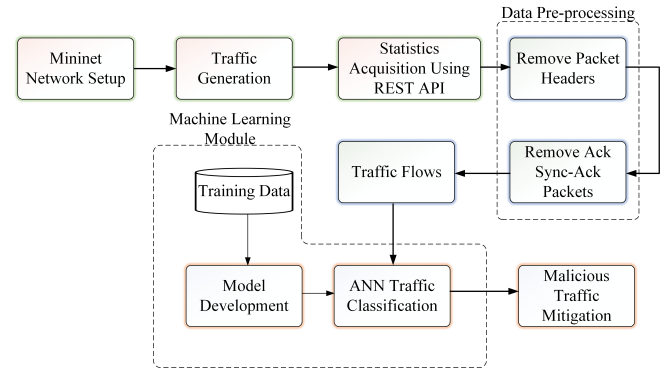 Data Pre-processing
Mininet
Network Setup
Traffic
Generation
Statistics
Acquisition Using
REST API
Remove Packet
Headers
Machine Learning
Module
Traffic Flows
Remove Ack
Sync-Ack
Packets
Training Data
Model
Development
ANN Traffic
Classification
Malicious
Traffic
Mitigation